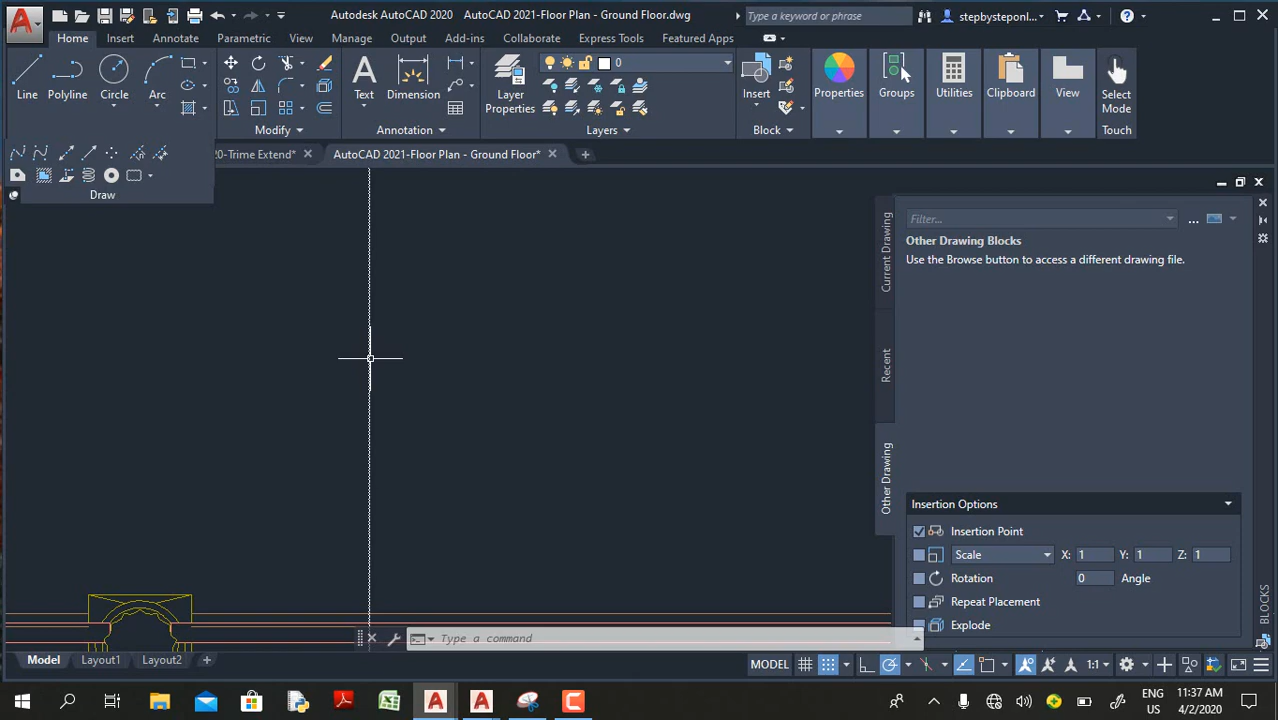 Autodesk AutoCAD 2020 AutoCAD 2021-Floor Plan - Ground Floor.dwg
Type a keyword or phrase
stepbysteponl...
Home Insert Annotate Parametric View Manage Output Add-ins Collaborate Express Tools Featured Apps
Line Polyline Circle Arc
Text Dimension
Layer Properties
0
Insert
Properties Groups Utilities Clipboard View
Select Mode
Modify Annotation Layers Block Touch
20-Trime Extend* AutoCAD 2021-Floor Plan - Ground Floor*
Draw
Filter...
...
Other Drawing Blocks
Use the Browse button to access a different drawing file.
Current Drawing
Recent
Other Drawing
Insertion Options
Insertion Point
Scale X: 1 Y: 1 Z: 1
Rotation 0 Angle
Repeat Placement
Explode
BLOCKS
Type a command
Model Layout1 Layout2
MODEL 1:1
ENG
US
11:37 AM
4/2/2020